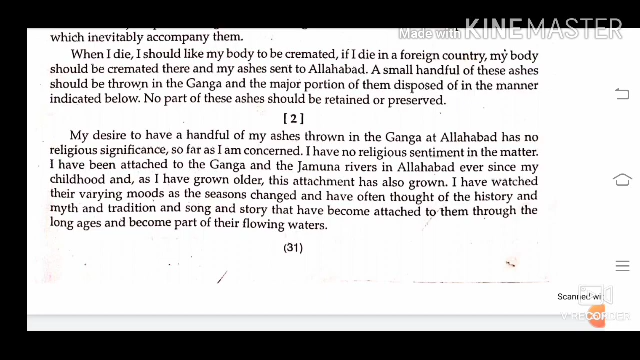 Made with KINEMASTER
which inevitably accompany them.
When I die, I should like my body to be cremated, if I die in a foreign country, my body
should be cremated there and my ashes sent to Allahabad. A small handful of these ashes
should be thrown in the Ganga and the major portion of them disposed of in the manner
indicated below. No part of these ashes should be retained or preserved.
[2]
My desire to have a handful of my ashes thrown in the Ganga at Allahabad has no
religious significance, so far as I am concerned. I have no religious sentiment in the matter.
I have been attached to the Ganga and the Jamuna rivers in Allahabad ever since my
childhood and, as I have grown older, this attachment has also grown. I have watched
their varying moods as the seasons changed and have often thought of the history and
myth and tradition and song and story that have become attached to them through the
long ages and become part of their flowing waters.
(31)
Scanned wi
V RECORDER